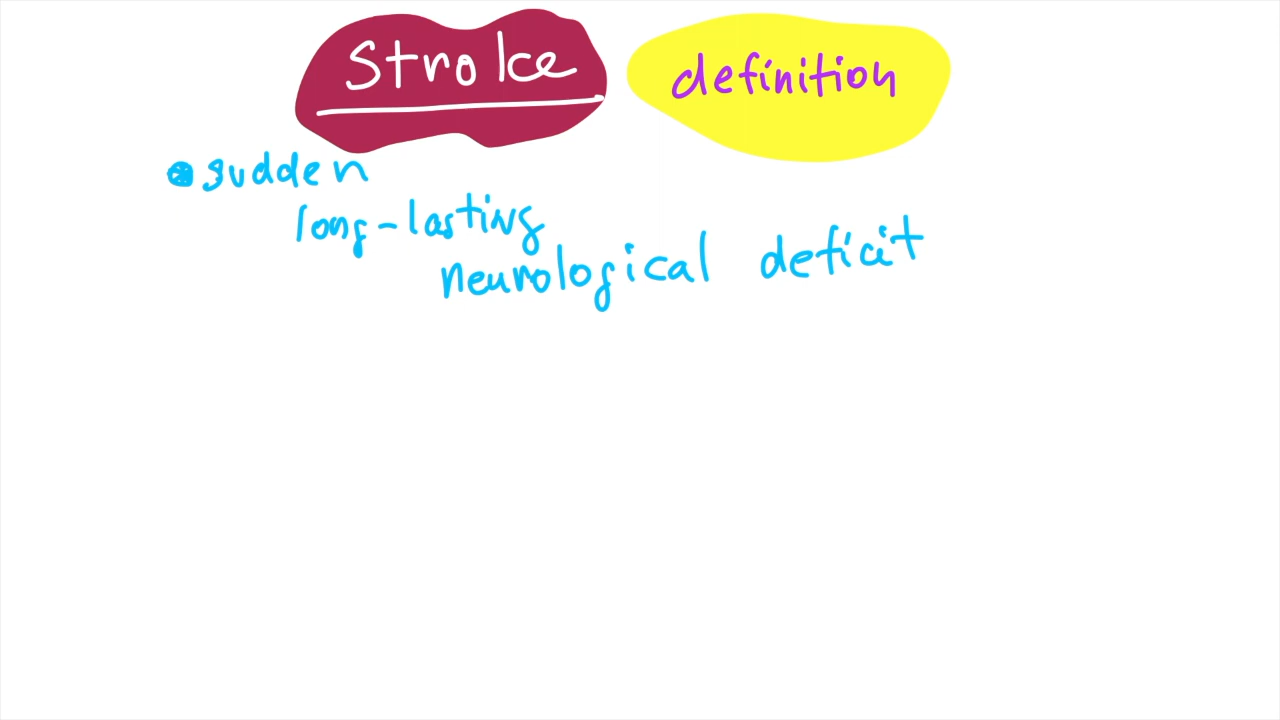 Stroke definition
sudden
long-lasting
neurological deficit